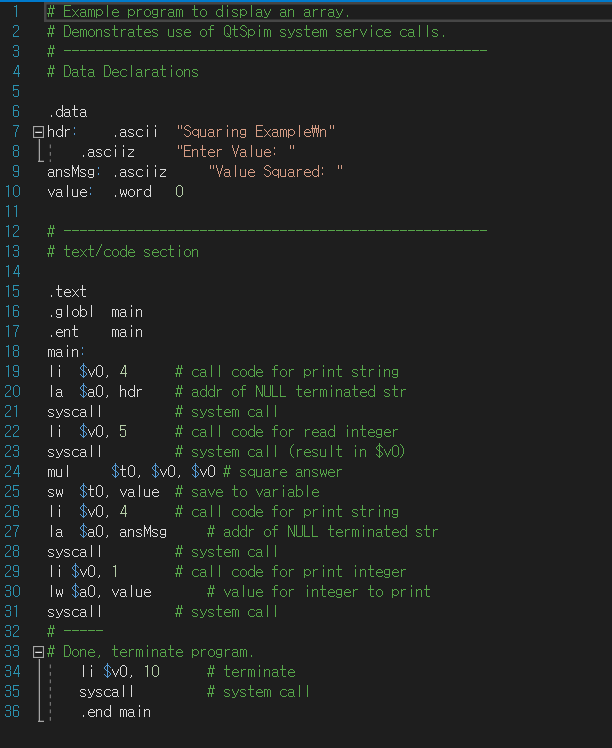 1 # Example program to display an array.
2 # Demonstrates use of QtSpim system service calls.
3 # -----------------------------------------------------
4 # Data Declarations
5
6 .data
7 hdr: .ascii "Squaring Example₩n"
8 .asciiz "Enter Value: "
9 ansMsg: .asciiz "Value Squared: "
10 value: .word 0
11
12 # -----------------------------------------------------
13 # text/code section
14
15 .text
16 .globl main
17 .ent main
18 main:
19 li $v0, 4 # call code for print string
20 la $a0, hdr # addr of NULL terminated str
21 syscall # system call
22 li $v0, 5 # call code for read integer
23 syscall # system call (result in $v0)
24 mul $t0, $v0, $v0 # square answer
25 sw $t0, value # save to variable
26 li $v0, 4 # call code for print string
27 la $a0, ansMsg # addr of NULL terminated str
28 syscall # system call
29 li $v0, 1 # call code for print integer
30 lw $a0, value # value for integer to print
31 syscall # system call
32 # -----
33 # Done, terminate program.
34 li $v0, 10 # terminate
35 syscall # system call
36 .end main